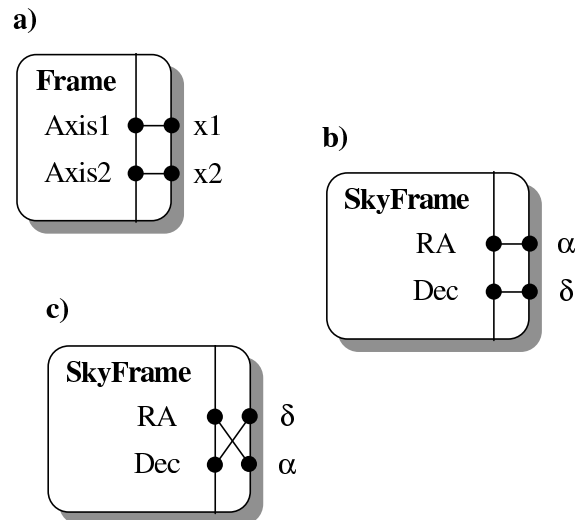 a)
Frame
Axis1 x1
Axis2 x2
b)
SkyFrame
RA α
Dec δ
c)
SkyFrame
RA δ
Dec α